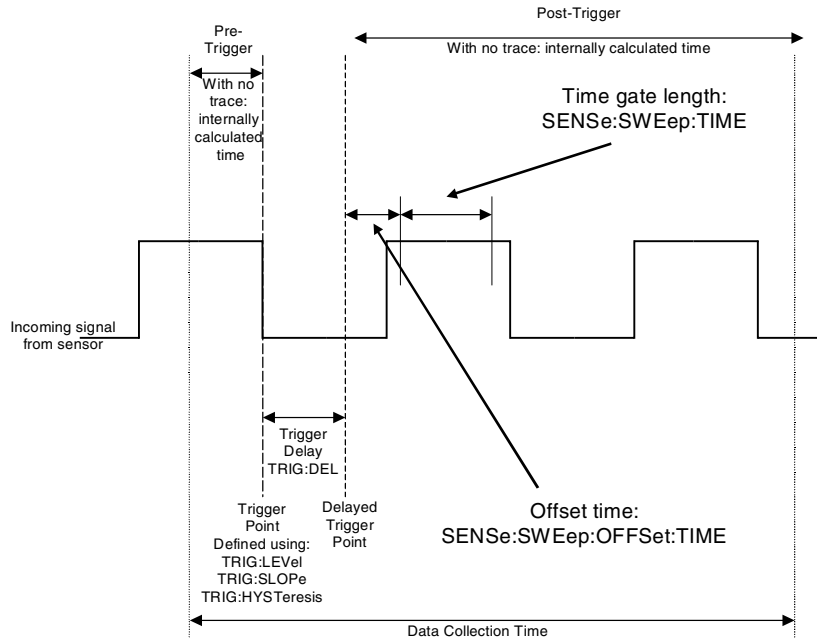 Post-Trigger
With no trace: internally calculated time
Pre-
Trigger
With no
trace:
internally
calculated
time
Time gate length:
SENSe:SWEep:TIME
Incoming signal
from sensor
Trigger
Delay
TRIG:DEL
Trigger
Point
Defined using:
TRIG:LEVel
TRIG:SLOPe
TRIG:HYSTeresis
Delayed
Trigger
Point
Offset time:
SENSe:SWEep:OFFSet:TIME
Data Collection Time